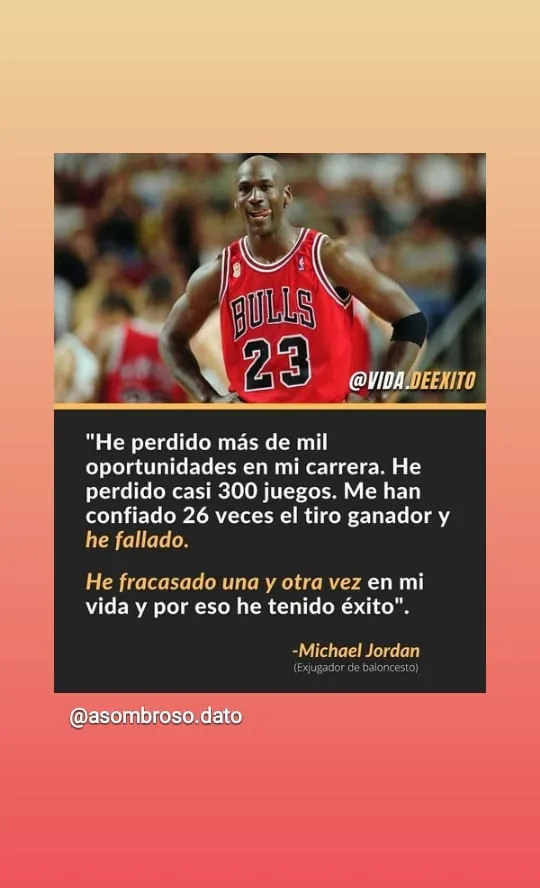 BULLS
23
@VIDA.DEEXITO
"He perdido más de mil
oportunidades en mi carrera. He
perdido casi 300 juegos. Me han
confiado 26 veces el tiro ganador y
he fallado.
He fracasado una y otra vez en mi
vida y por eso he tenido éxito".
-Michael Jordan
(Exjugador de baloncesto)
@asombroso.dato